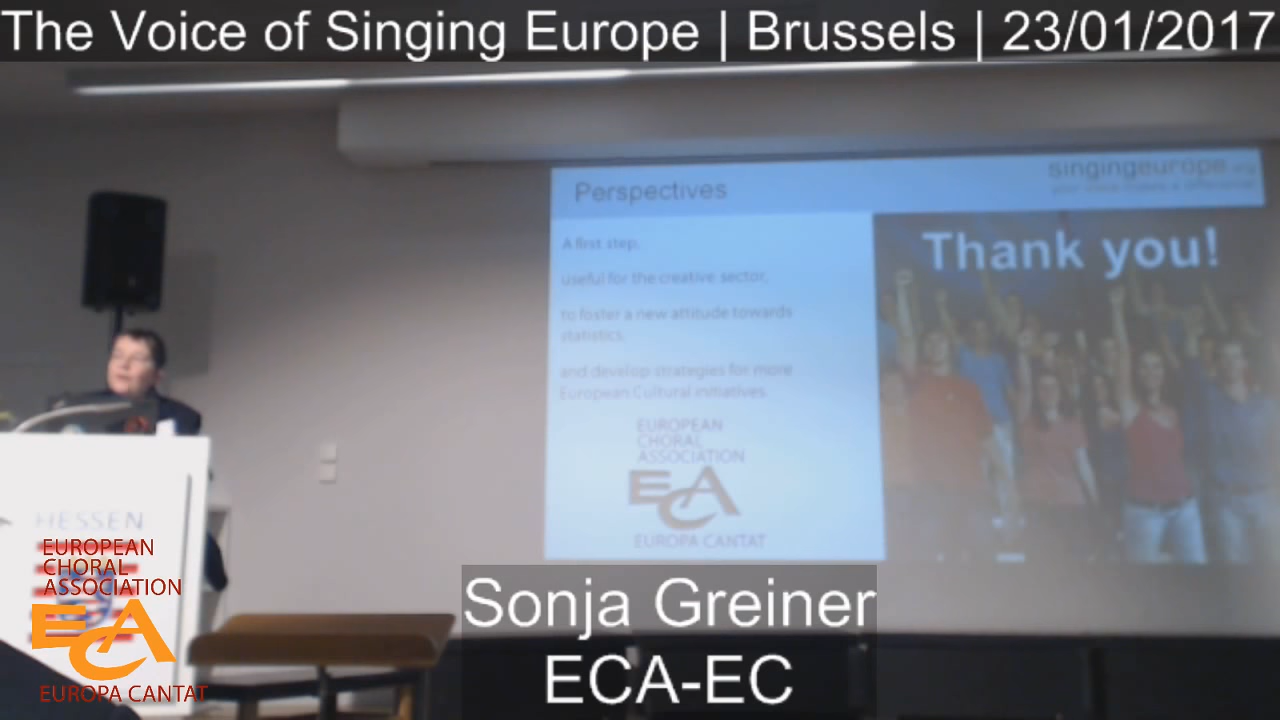 The Voice of Singing Europe | Brussels | 23/01/2017
Perspectives
singingeurope.org
A first step,
useful for the creative sector,
to foster a new attitude towards
statistics,
and develop strategies for more
European Cultural initiatives.
EUROPEAN
CHORAL
ASSOCIATION
ECA
EUROPA CANTAT
Thank you!
HESSEN
EUROPEAN
CHORAL
ASSOCIATION
ECA
EUROPA CANTAT
Sonja Greiner
ECA-EC